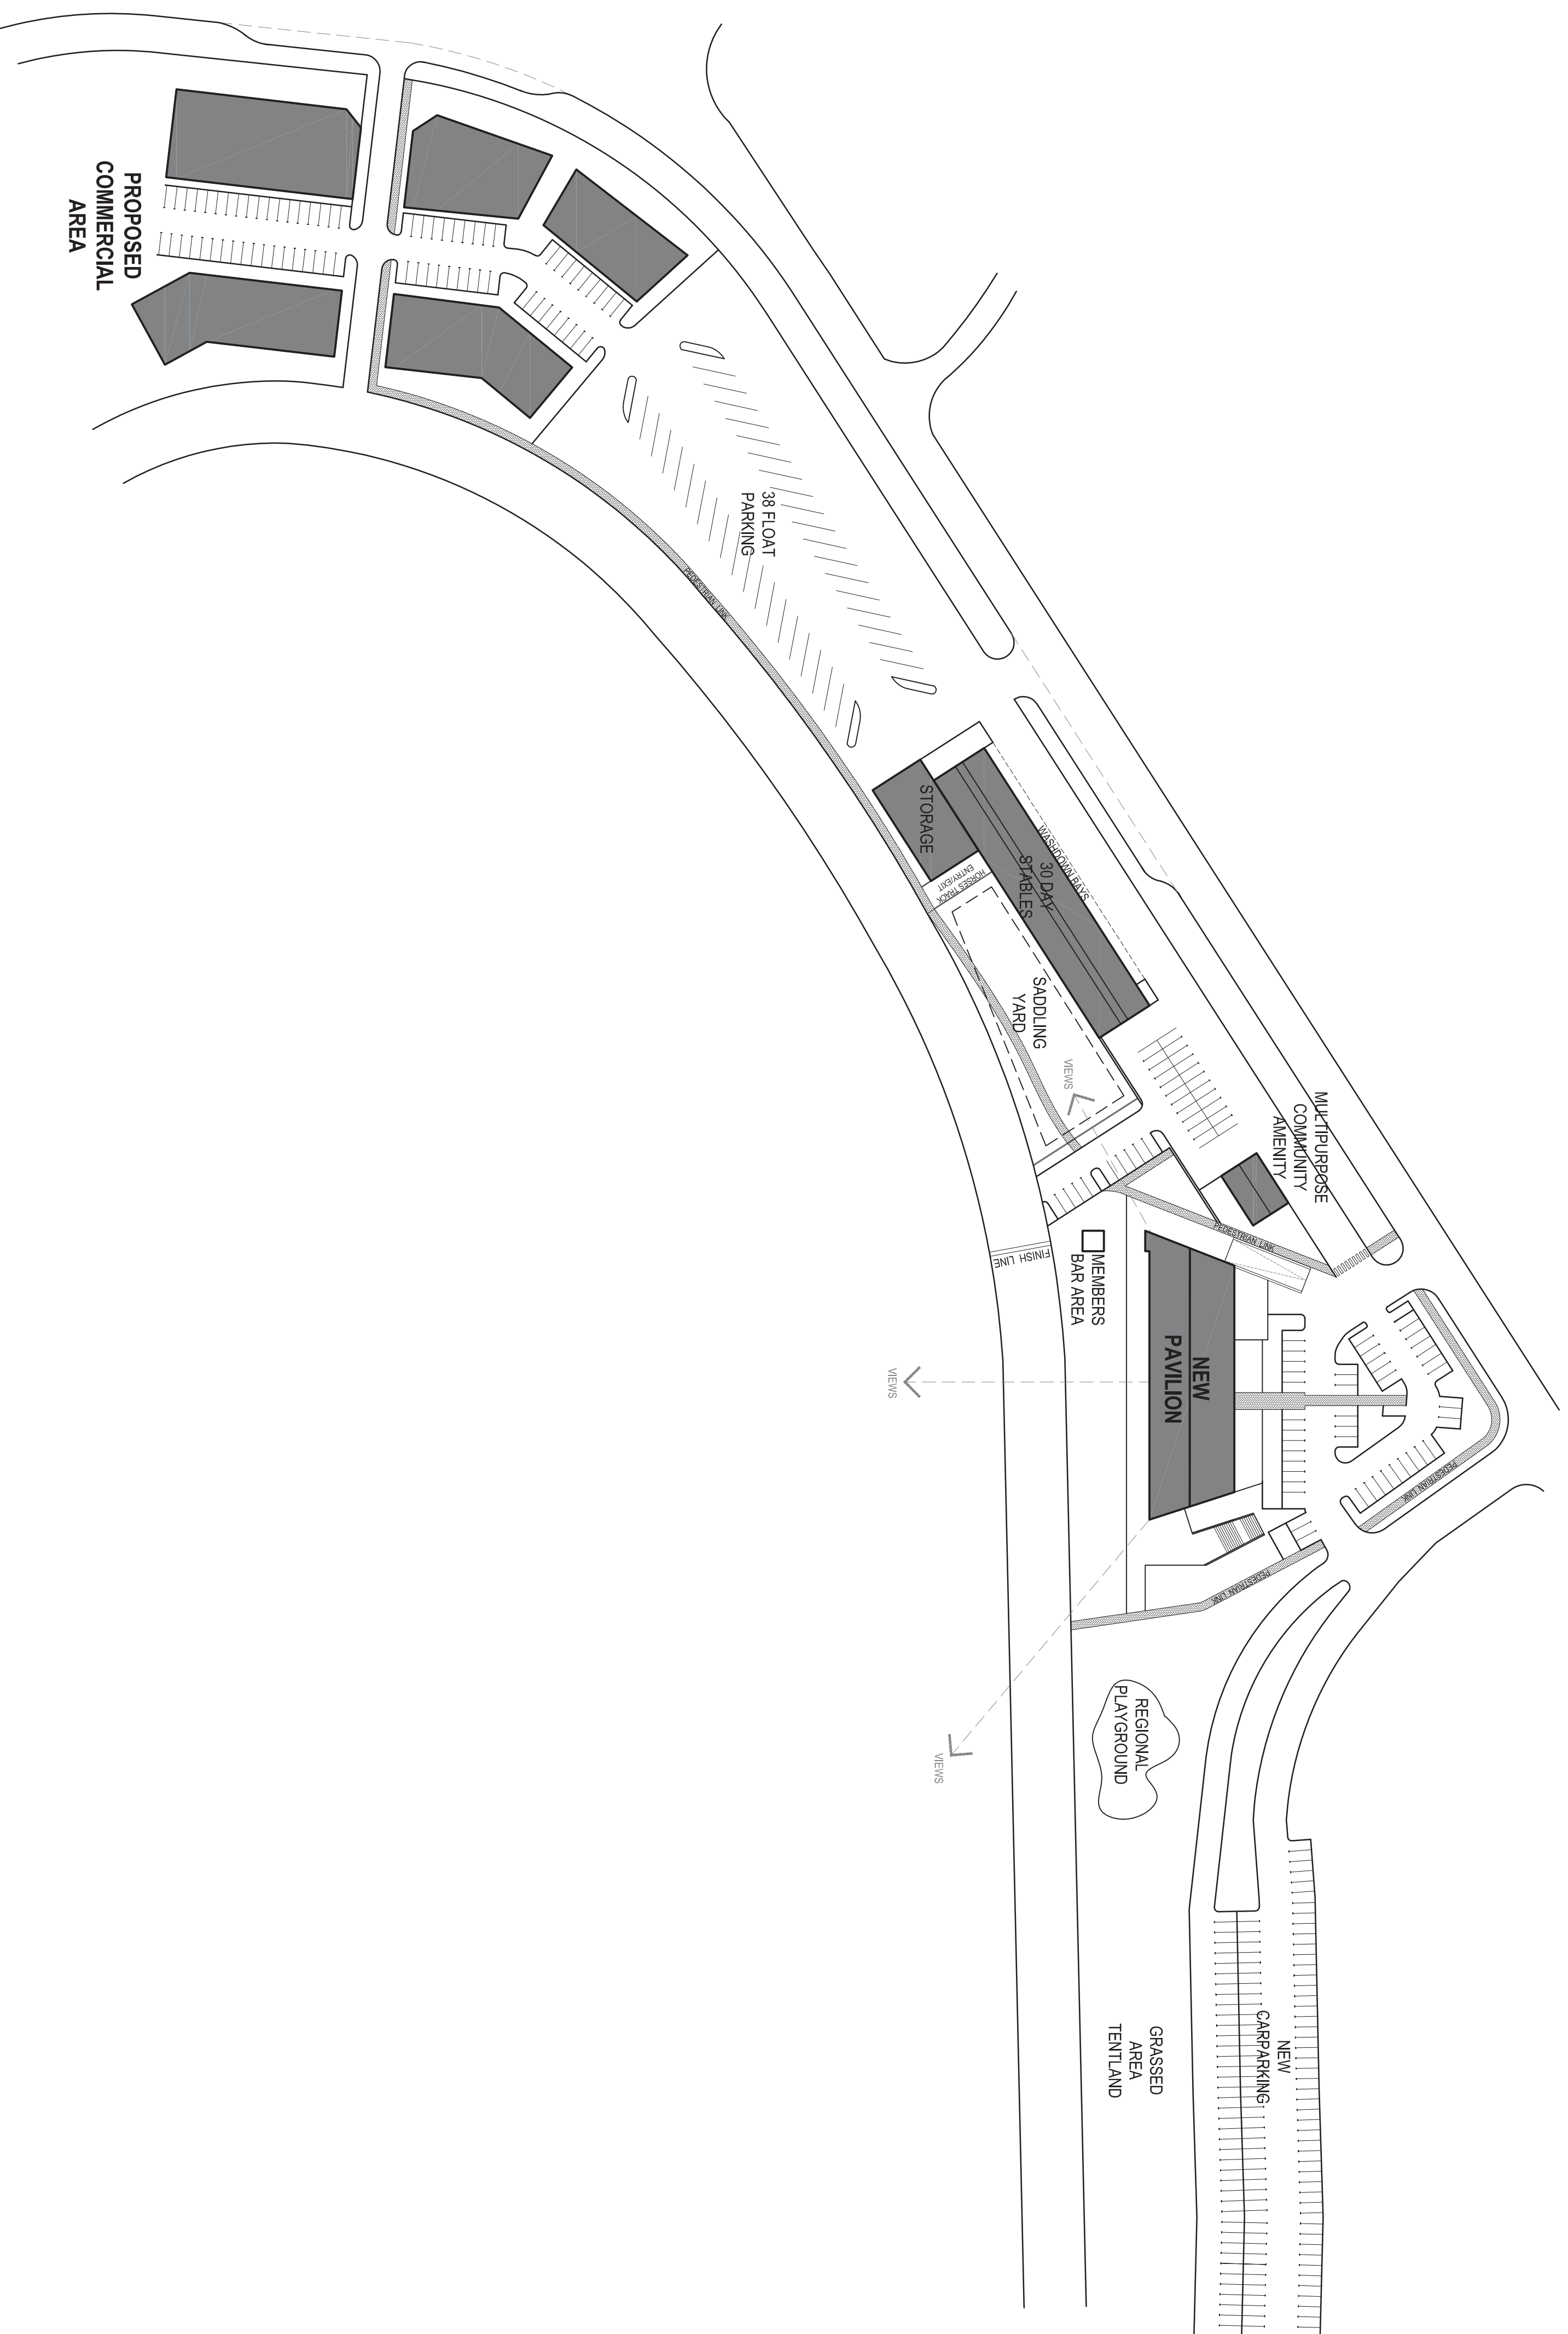 PROPOSED
COMMERCIAL
AREA
38 FLOAT
PARKING
PEDESTRIAN LINK
STORAGE
WASHDOWN BAYS
30 DAY
STABLES
HORSES TRACK
ENTRY/EXIT
SADDLING
YARD
VIEWS
MULTIPURPOSE
COMMUNITY
AMENITY
PEDESTRIAN LINK
FINISH LINE
MEMBERS
BAR AREA
NEW
PAVILION
VIEWS
PEDESTRIAN LINK
PEDESTRIAN LINK
VIEWS
REGIONAL
PLAYGROUND
NEW
CARPARKING
GRASSED
AREA
TENTLAND